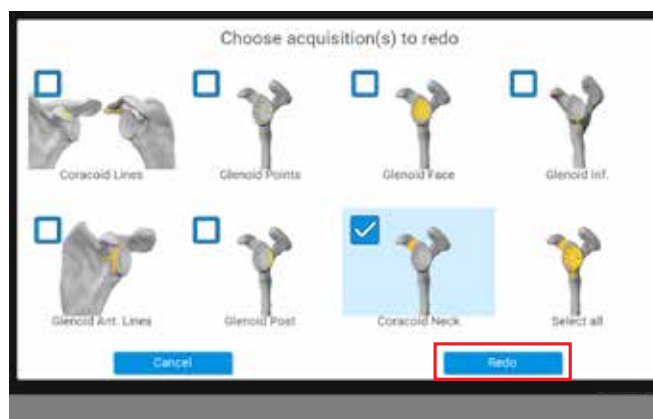 Choose acquisition(s) to redo
Coracoid Lines
Glenoid Points
Glenoid Face
Glenoid Inf.
Glenoid Ant. Lines
Glenoid Post
Coracoid Neck
Select all
Cancel
Redo